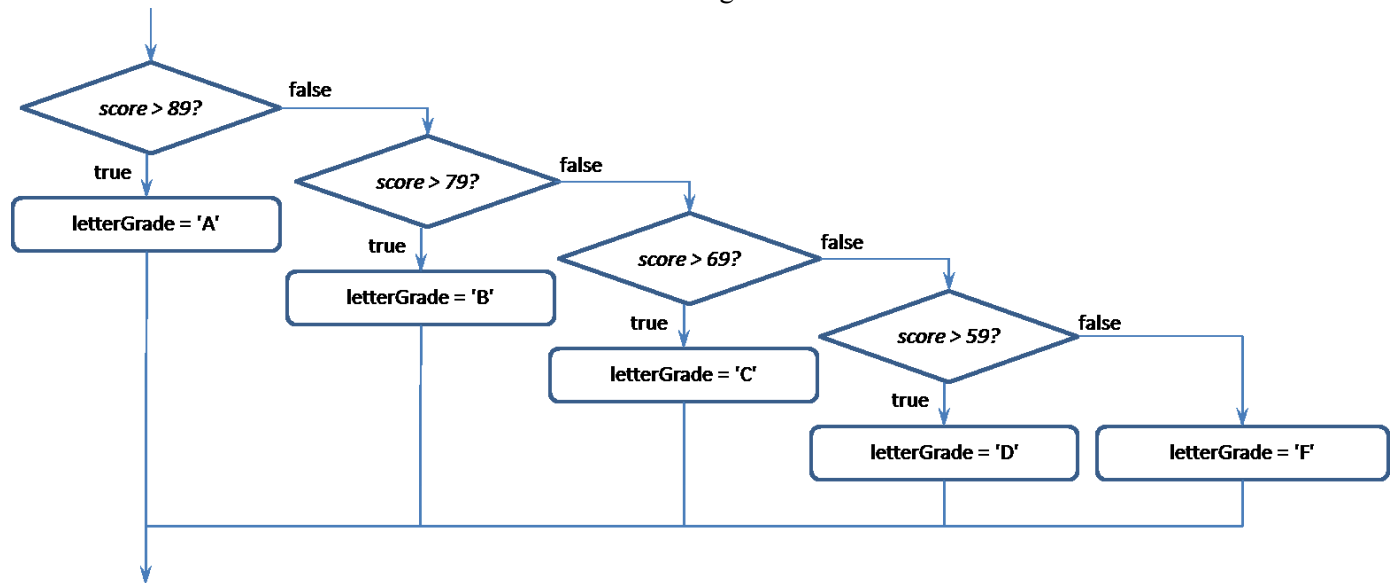 score > 89?
false
true
letterGrade = 'A'
score > 79?
false
true
letterGrade = 'B'
score > 69?
false
true
letterGrade = 'C'
score > 59?
false
true
letterGrade = 'D'
letterGrade = 'F'